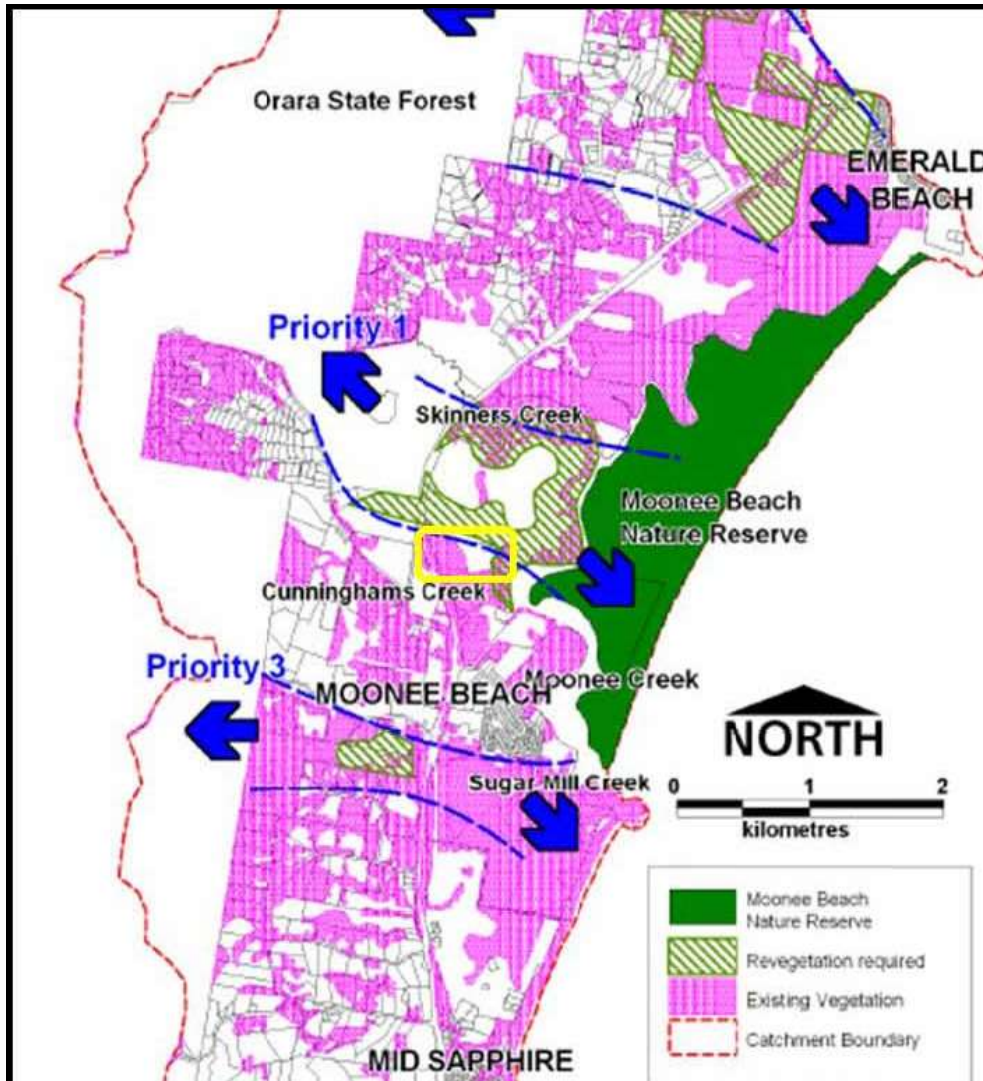 Orara State Forest
EMERALD
BEACH
Priority 1
Skinners Creek
Moonee Beach
Nature Reserve
Cunninghams Creek
Priority 3
Moonee Creek
MOONEE BEACH
NORTH
Sugar Mill Creek
0 1 2
kilometres
Moonee Beach
Nature Reserve
Revegetation required
Existing Vegetation
Catchment Boundary
MID SAPPHIRE